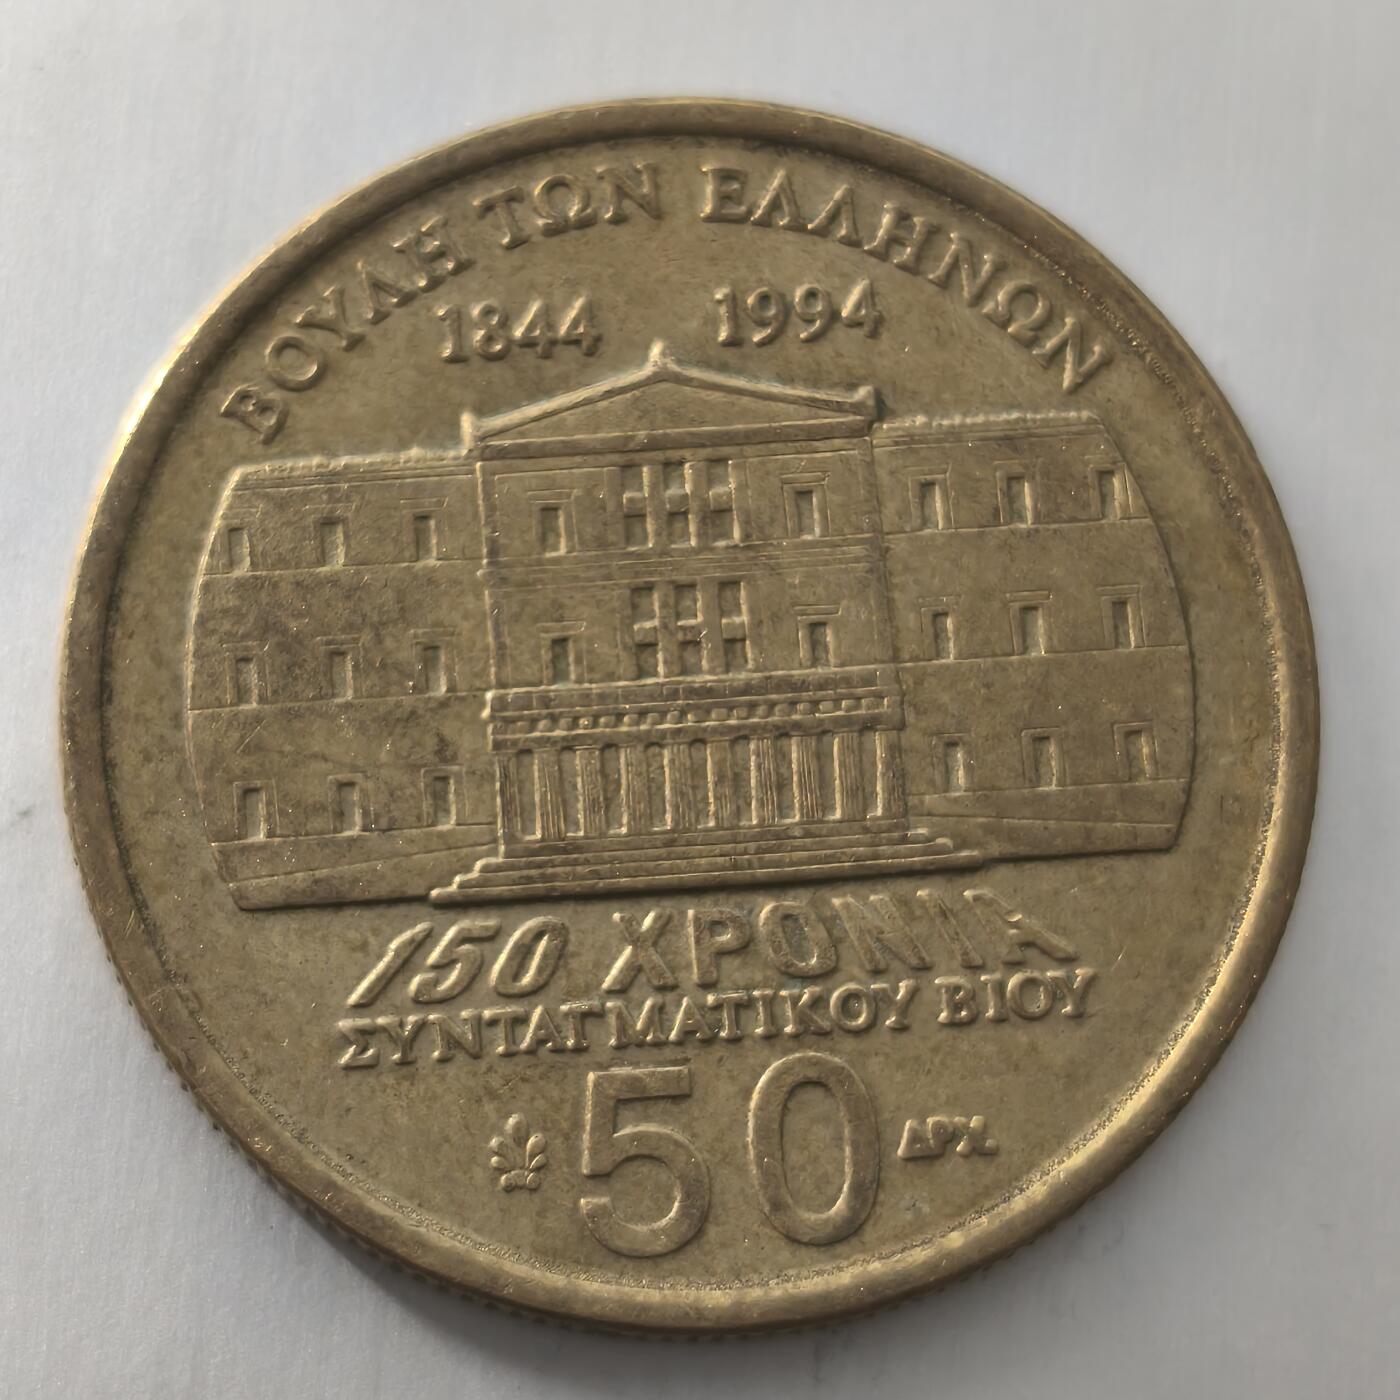 ΒΟΥΛΗ ΤΩΝ ΕΛΛΗΝΩΝ
1844 1994
150 ΧΡΟΝΙΑ
ΣΥΝΤΑΓΜΑΤΙΚΟΥ ΒΙΟΥ
50 ΔΡΧ.